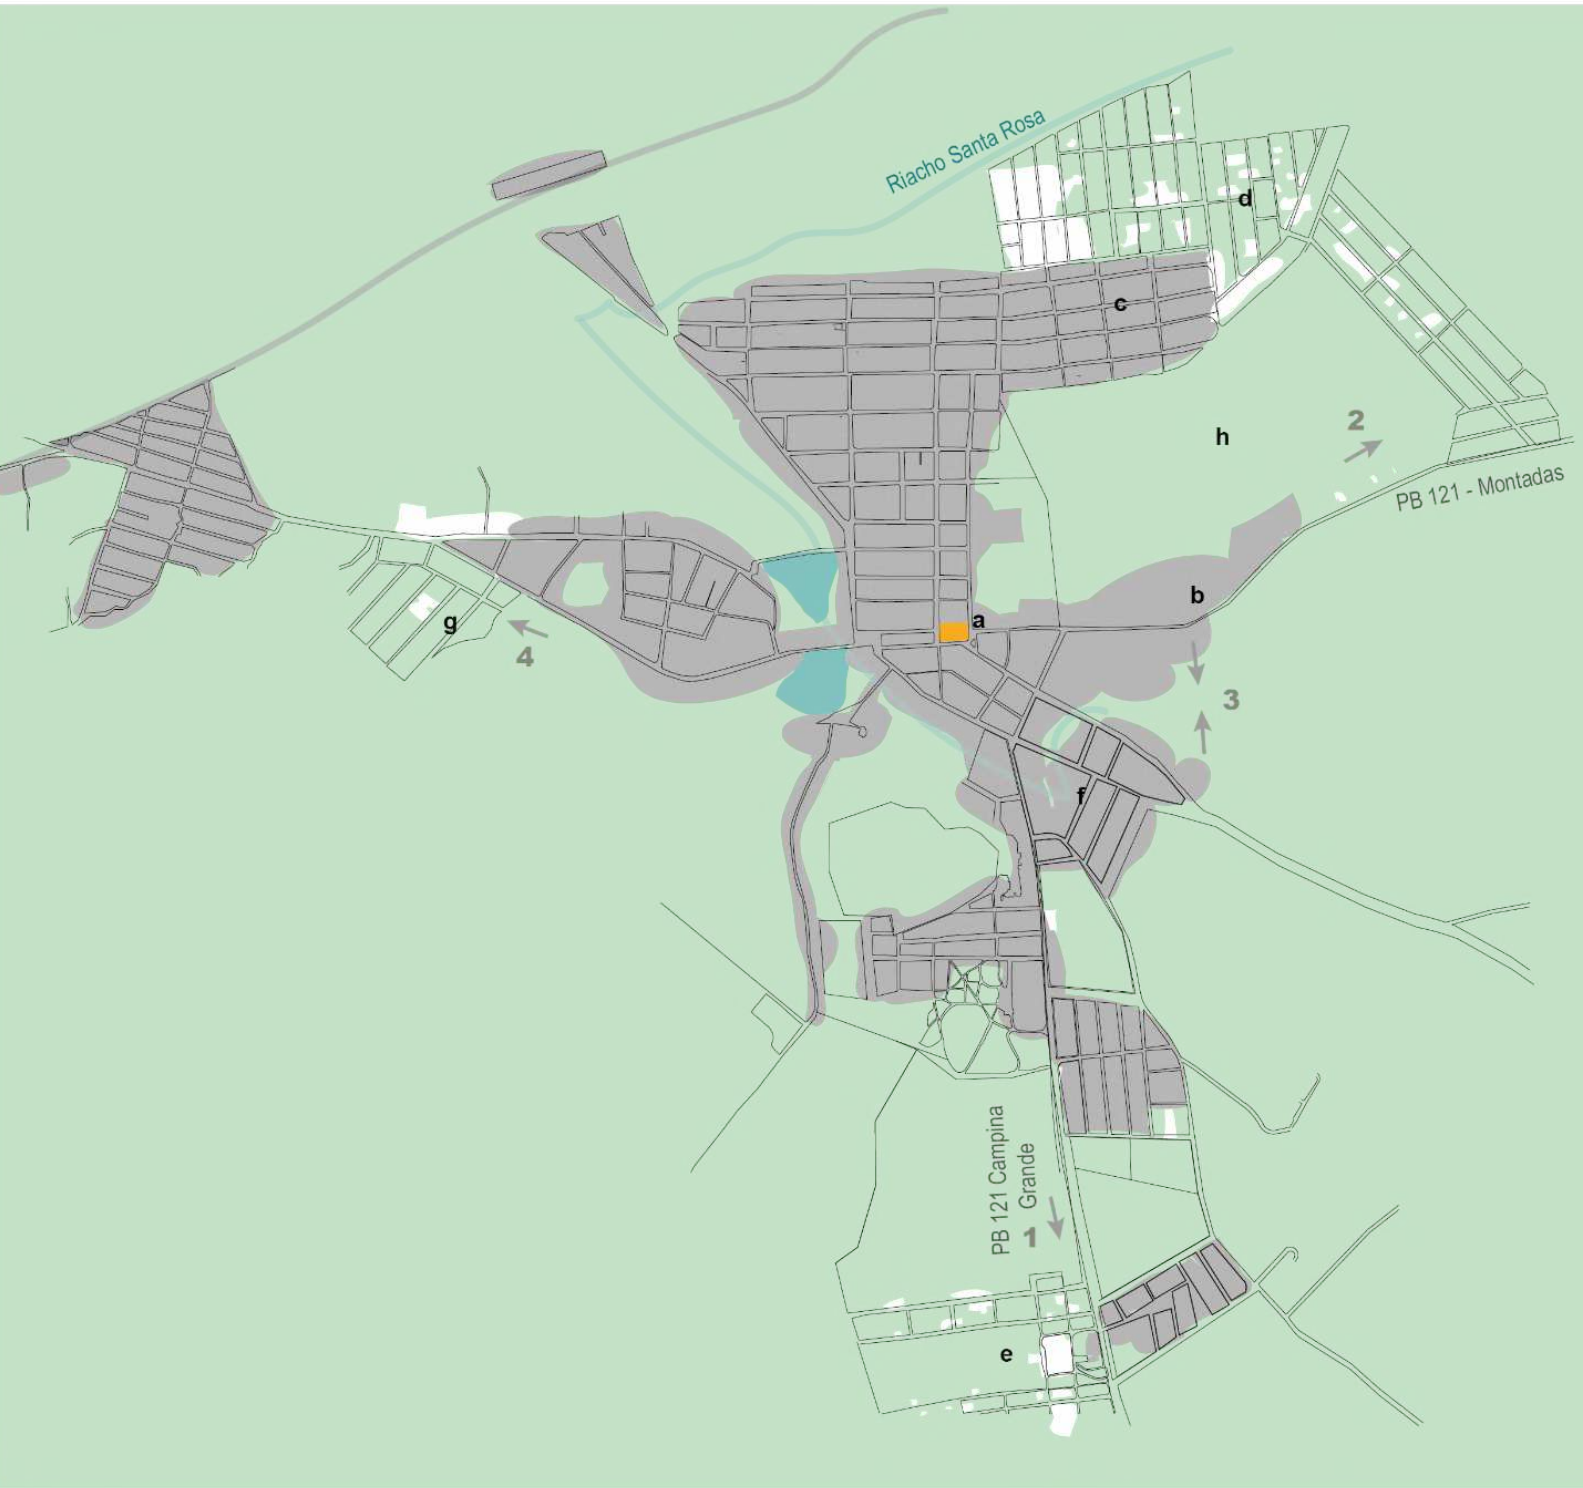 Riacho Santa Rosa
d
c
h
2
PB 121 - Montadas
b
a
g
4
3
f
PB 121 Campina
Grande
1
e